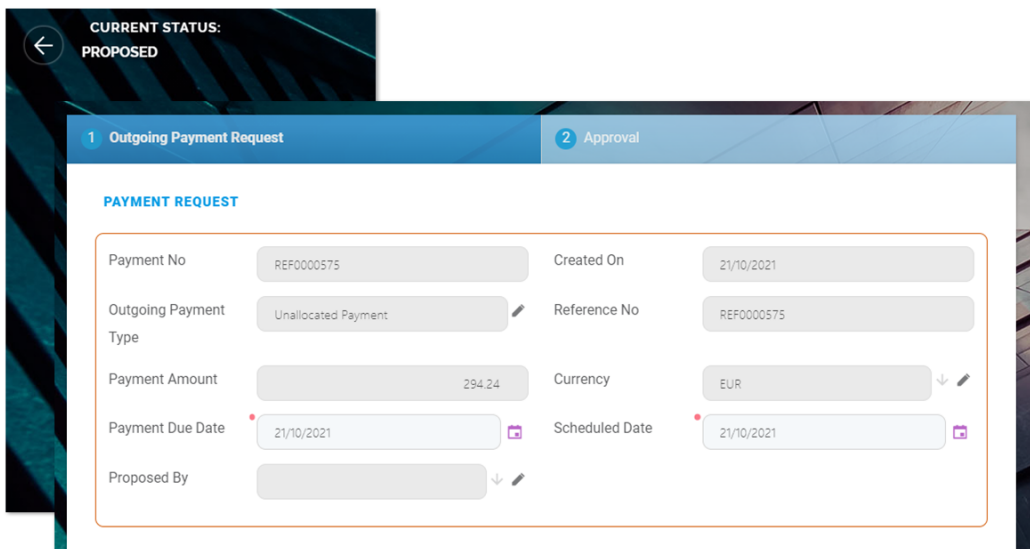 CURRENT STATUS:
PROPOSED
1 Outgoing Payment Request
2 Approval
PAYMENT REQUEST
Payment No REF0000575
Created On 21/10/2021
Outgoing Payment
Type
Unallocated Payment
Reference No REF0000575
Payment Amount 294.24
Currency EUR
Payment Due Date 21/10/2021
Scheduled Date 21/10/2021
Proposed By